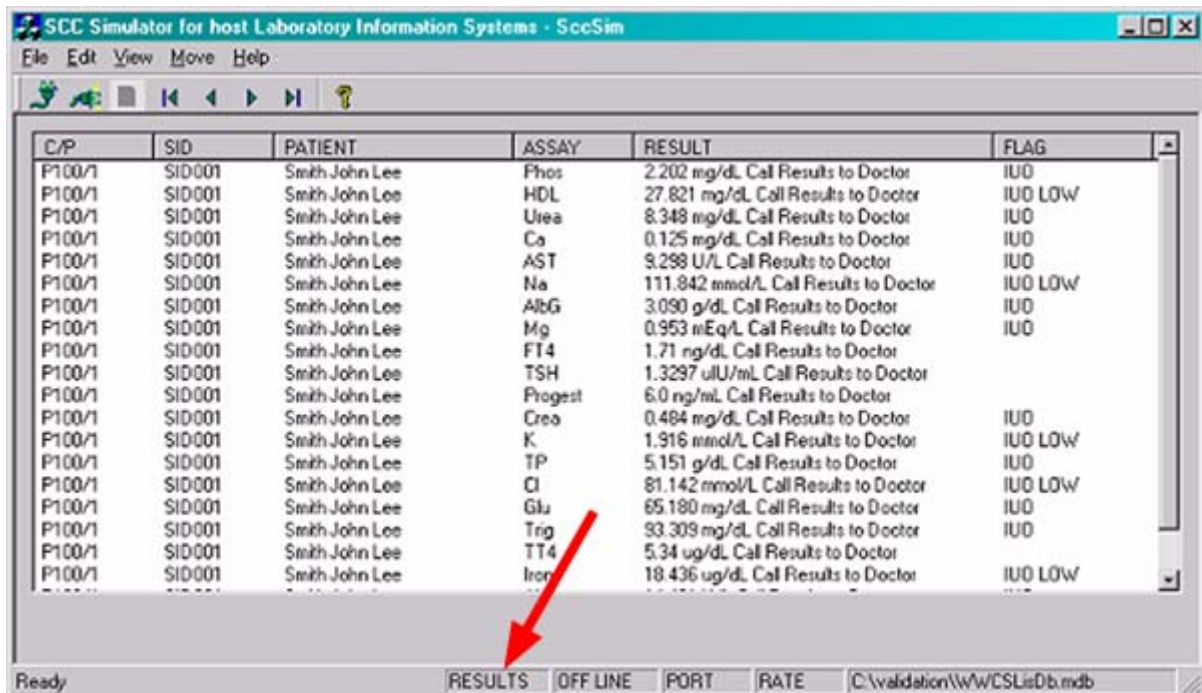 SCC Simulator for host Laboratory Information Systems - SccSim
File Edit View Move Help
C/P SID PATIENT ASSAY RESULT FLAG
P100/1 SID001 Smith John Lee Phos 2.202 mg/dL Call Results to Doctor IUO
P100/1 SID001 Smith John Lee HDL 27.821 mg/dL Call Results to Doctor IUO LOW
P100/1 SID001 Smith John Lee Urea 8.348 mg/dL Call Results to Doctor IUO
P100/1 SID001 Smith John Lee Ca 0.125 mg/dL Call Results to Doctor IUO
P100/1 SID001 Smith John Lee AST 9.298 U/L Call Results to Doctor IUO
P100/1 SID001 Smith John Lee Na 111.842 mmol/L Call Results to Doctor IUO LOW
P100/1 SID001 Smith John Lee AlbG 3.090 g/dL Call Results to Doctor IUO
P100/1 SID001 Smith John Lee Mg 0.953 mEq/L Call Results to Doctor IUO
P100/1 SID001 Smith John Lee FT4 1.71 ng/dL Call Results to Doctor
P100/1 SID001 Smith John Lee TSH 1.3297 uIU/mL Call Results to Doctor
P100/1 SID001 Smith John Lee Progest 6.0 ng/mL Call Results to Doctor
P100/1 SID001 Smith John Lee Crea 0.484 mg/dL Call Results to Doctor IUO
P100/1 SID001 Smith John Lee K 1.916 mmol/L Call Results to Doctor IUO LOW
P100/1 SID001 Smith John Lee TP 5.151 g/dL Call Results to Doctor IUO
P100/1 SID001 Smith John Lee Cl 81.142 mmol/L Call Results to Doctor IUO LOW
P100/1 SID001 Smith John Lee Glu 65.180 mg/dL Call Results to Doctor IUO
P100/1 SID001 Smith John Lee Trig 93.309 mg/dL Call Results to Doctor IUO
P100/1 SID001 Smith John Lee TT4 5.34 ug/dL Call Results to Doctor
P100/1 SID001 Smith John Lee Iron 18.436 ug/dL Call Results to Doctor IUO LOW
Ready RESULTS OFF LINE PORT RATE C:\validation\WWCSLisDb.mdb